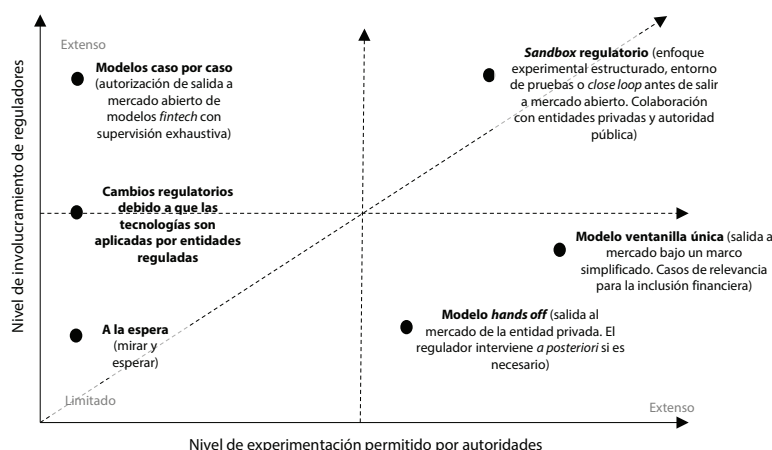 Nivel de involucramiento de reguladores
Extenso
Modelos caso por caso
(autorización de salida a
mercado abierto de
modelos fintech con
supervisión exhaustiva)
Sandbox regulatorio (enfoque
experimental estructurado, entorno
de pruebas o close loop antes de salir
a mercado abierto. Colaboración
con entidades privadas y autoridad
pública)
Cambios regulatorios
debido a que las
tecnologías son
aplicadas por entidades
reguladas
Modelo ventanilla única (salida a
mercado bajo un marco
simplificado. Casos de relevancia
para la inclusión financiera)
A la espera
(mirar y
esperar)
Modelo hands off (salida al
mercado de la entidad privada. El
regulador interviene a posteriori si es
necesario)
Limitado
Extenso
Nivel de experimentación permitido por autoridades